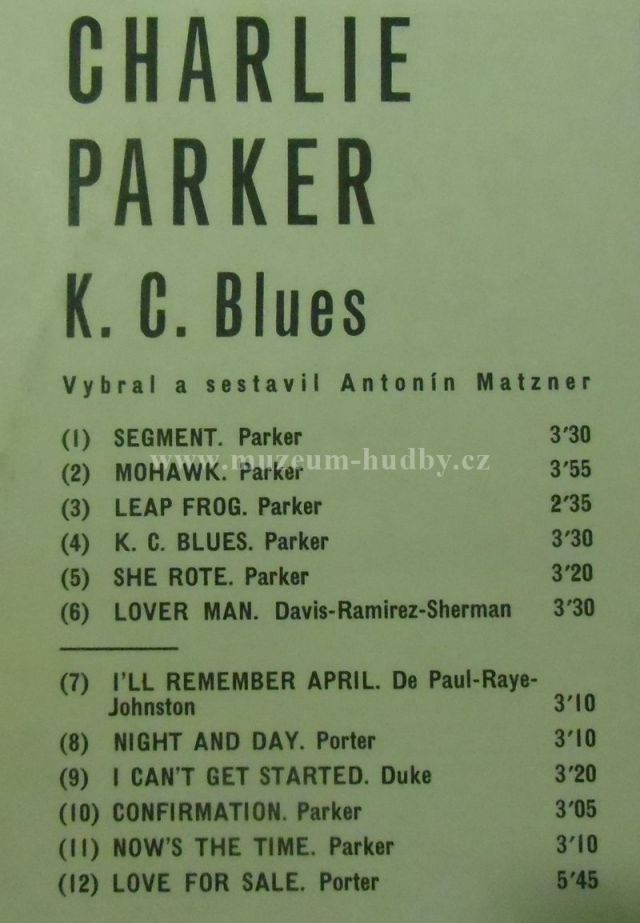 CHARLIE
PARKER
K. C. Blues
Vybral a sestavil Antonín Matzner
(1) SEGMENT. Parker 3'30
www.muzeum-hudby.cz
(2) MOHAWK. Parker 3'55
(3) LEAP FROG. Parker 2'35
(4) K. C. BLUES. Parker 3'30
(5) SHE ROTE. Parker 3'20
(6) LOVER MAN. Davis-Ramirez-Sherman 3'30
(7) I'LL REMEMBER APRIL. De Paul-Raye-
Johnston 3'10
(8) NIGHT AND DAY. Porter 3'10
(9) I CAN'T GET STARTED. Duke 3'20
(10) CONFIRMATION. Parker 3'05
(11) NOW'S THE TIME. Parker 3'10
(12) LOVE FOR SALE. Porter 5'45